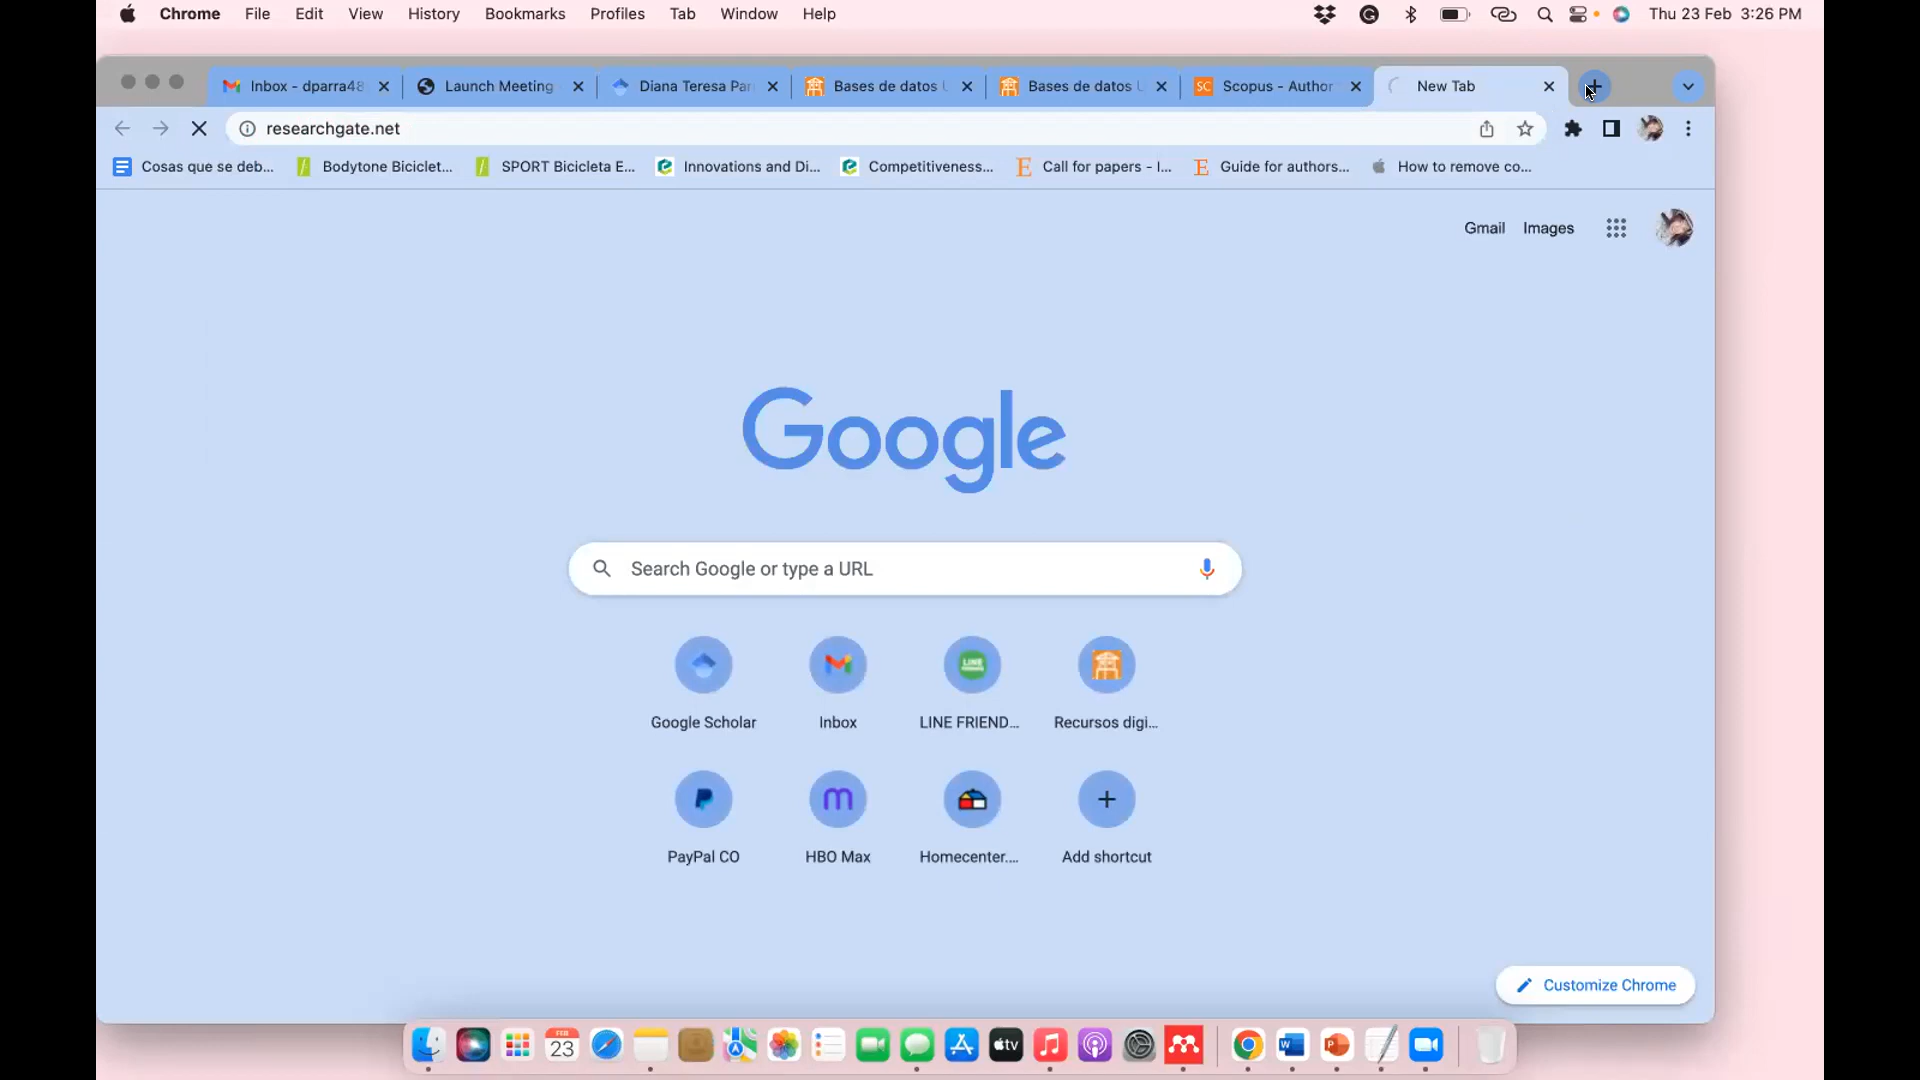 Chrome File Edit View History Bookmarks Profiles Tab Window Help Thu 23 Feb 3:26 PM
Inbox - dparra48 Launch Meeting Diana Teresa Par Bases de datos U Bases de datos U Scopus - Author New Tab
researchgate.net
Cosas que se deb... Bodytone Biciclet... SPORT Bicicleta E... Innovations and Di... Competitiveness... Call for papers - I... Guide for authors... How to remove co...
Gmail Images
Google
Search Google or type a URL
LINE
Google Scholar Inbox LINE FRIEND... Recursos digi...
PayPal CO HBO Max Homecenter.... Add shortcut
Customize Chrome
FEB
23
tv